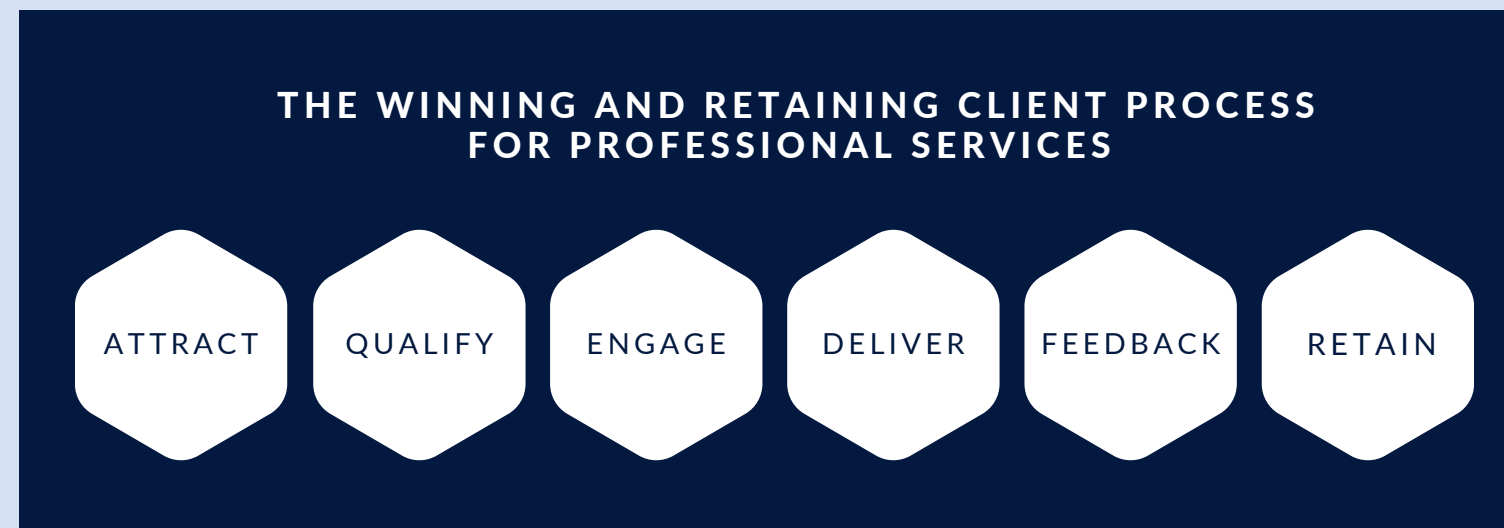 THE WINNING AND RETAINING CLIENT PROCESS
FOR PROFESSIONAL SERVICES
ATTRACT
QUALIFY
ENGAGE
DELIVER
FEEDBACK
RETAIN